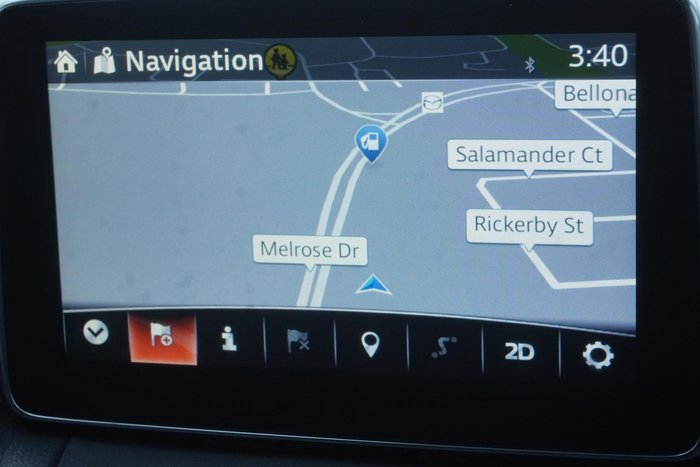 Navigation
3:40
Bellona
Salamander Ct
Rickerby St
Melrose Dr
2D